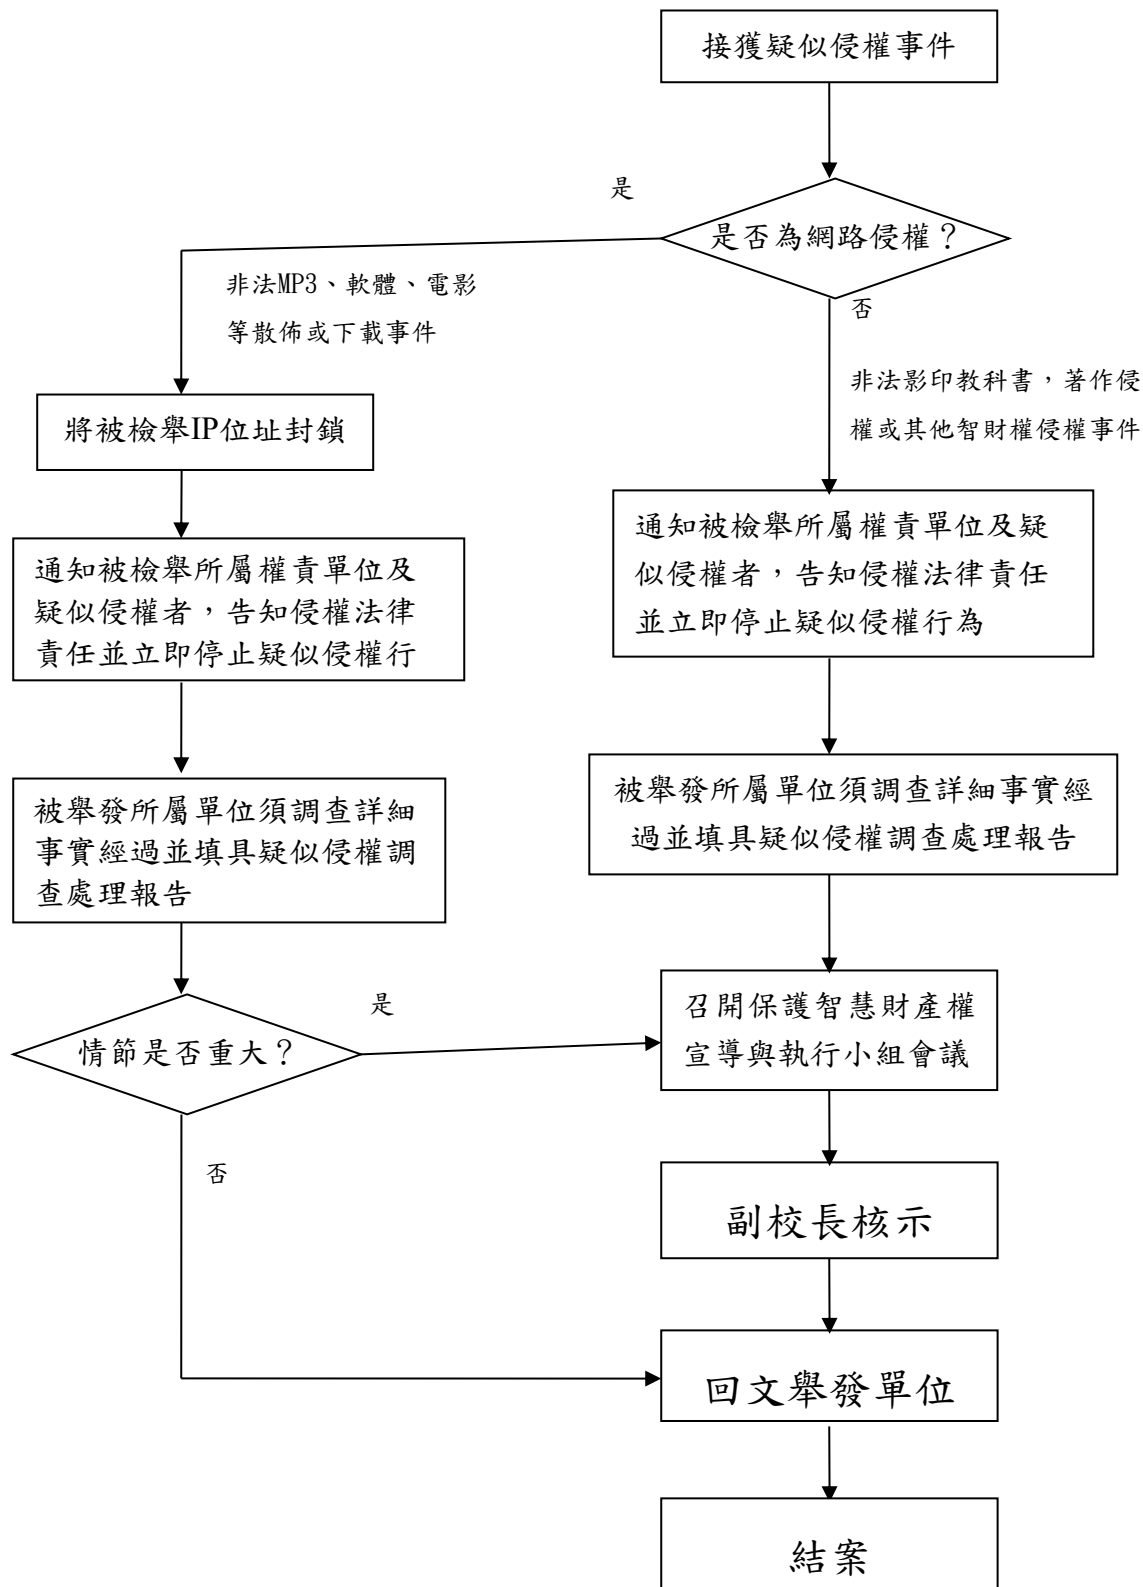 接獲疑似侵權事件
是
是否為網路侵權？
非法MP3、軟體、電影
等散佈或下載事件
否
非法影印教科書，著作侵
權或其他智財權侵權事件
將被檢舉IP位址封鎖
通知被檢舉所屬權責單位及
疑似侵權者，告知侵權法律
責任並立即停止疑似侵權行
通知被檢舉所屬權責單位及疑
似侵權者，告知侵權法律責任
並立即停止疑似侵權行為
被舉發所屬單位須調查詳細
事實經過並填具疑似侵權調
查處理報告
被舉發所屬單位須調查詳細事實經
過並填具疑似侵權調查處理報告
情節是否重大？
是
否
召開保護智慧財產權
宣導與執行小組會議
副校長核示
回文舉發單位
結案